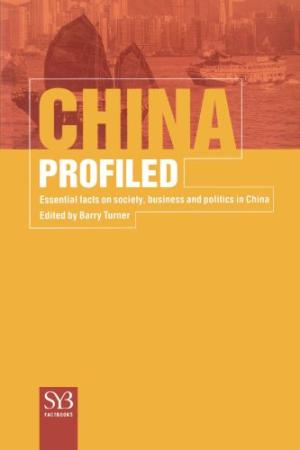 CHINA
PROFILED
Essential facts on society, business and politics in China
Edited by Barry Turner
SYB
FACTBOOKS